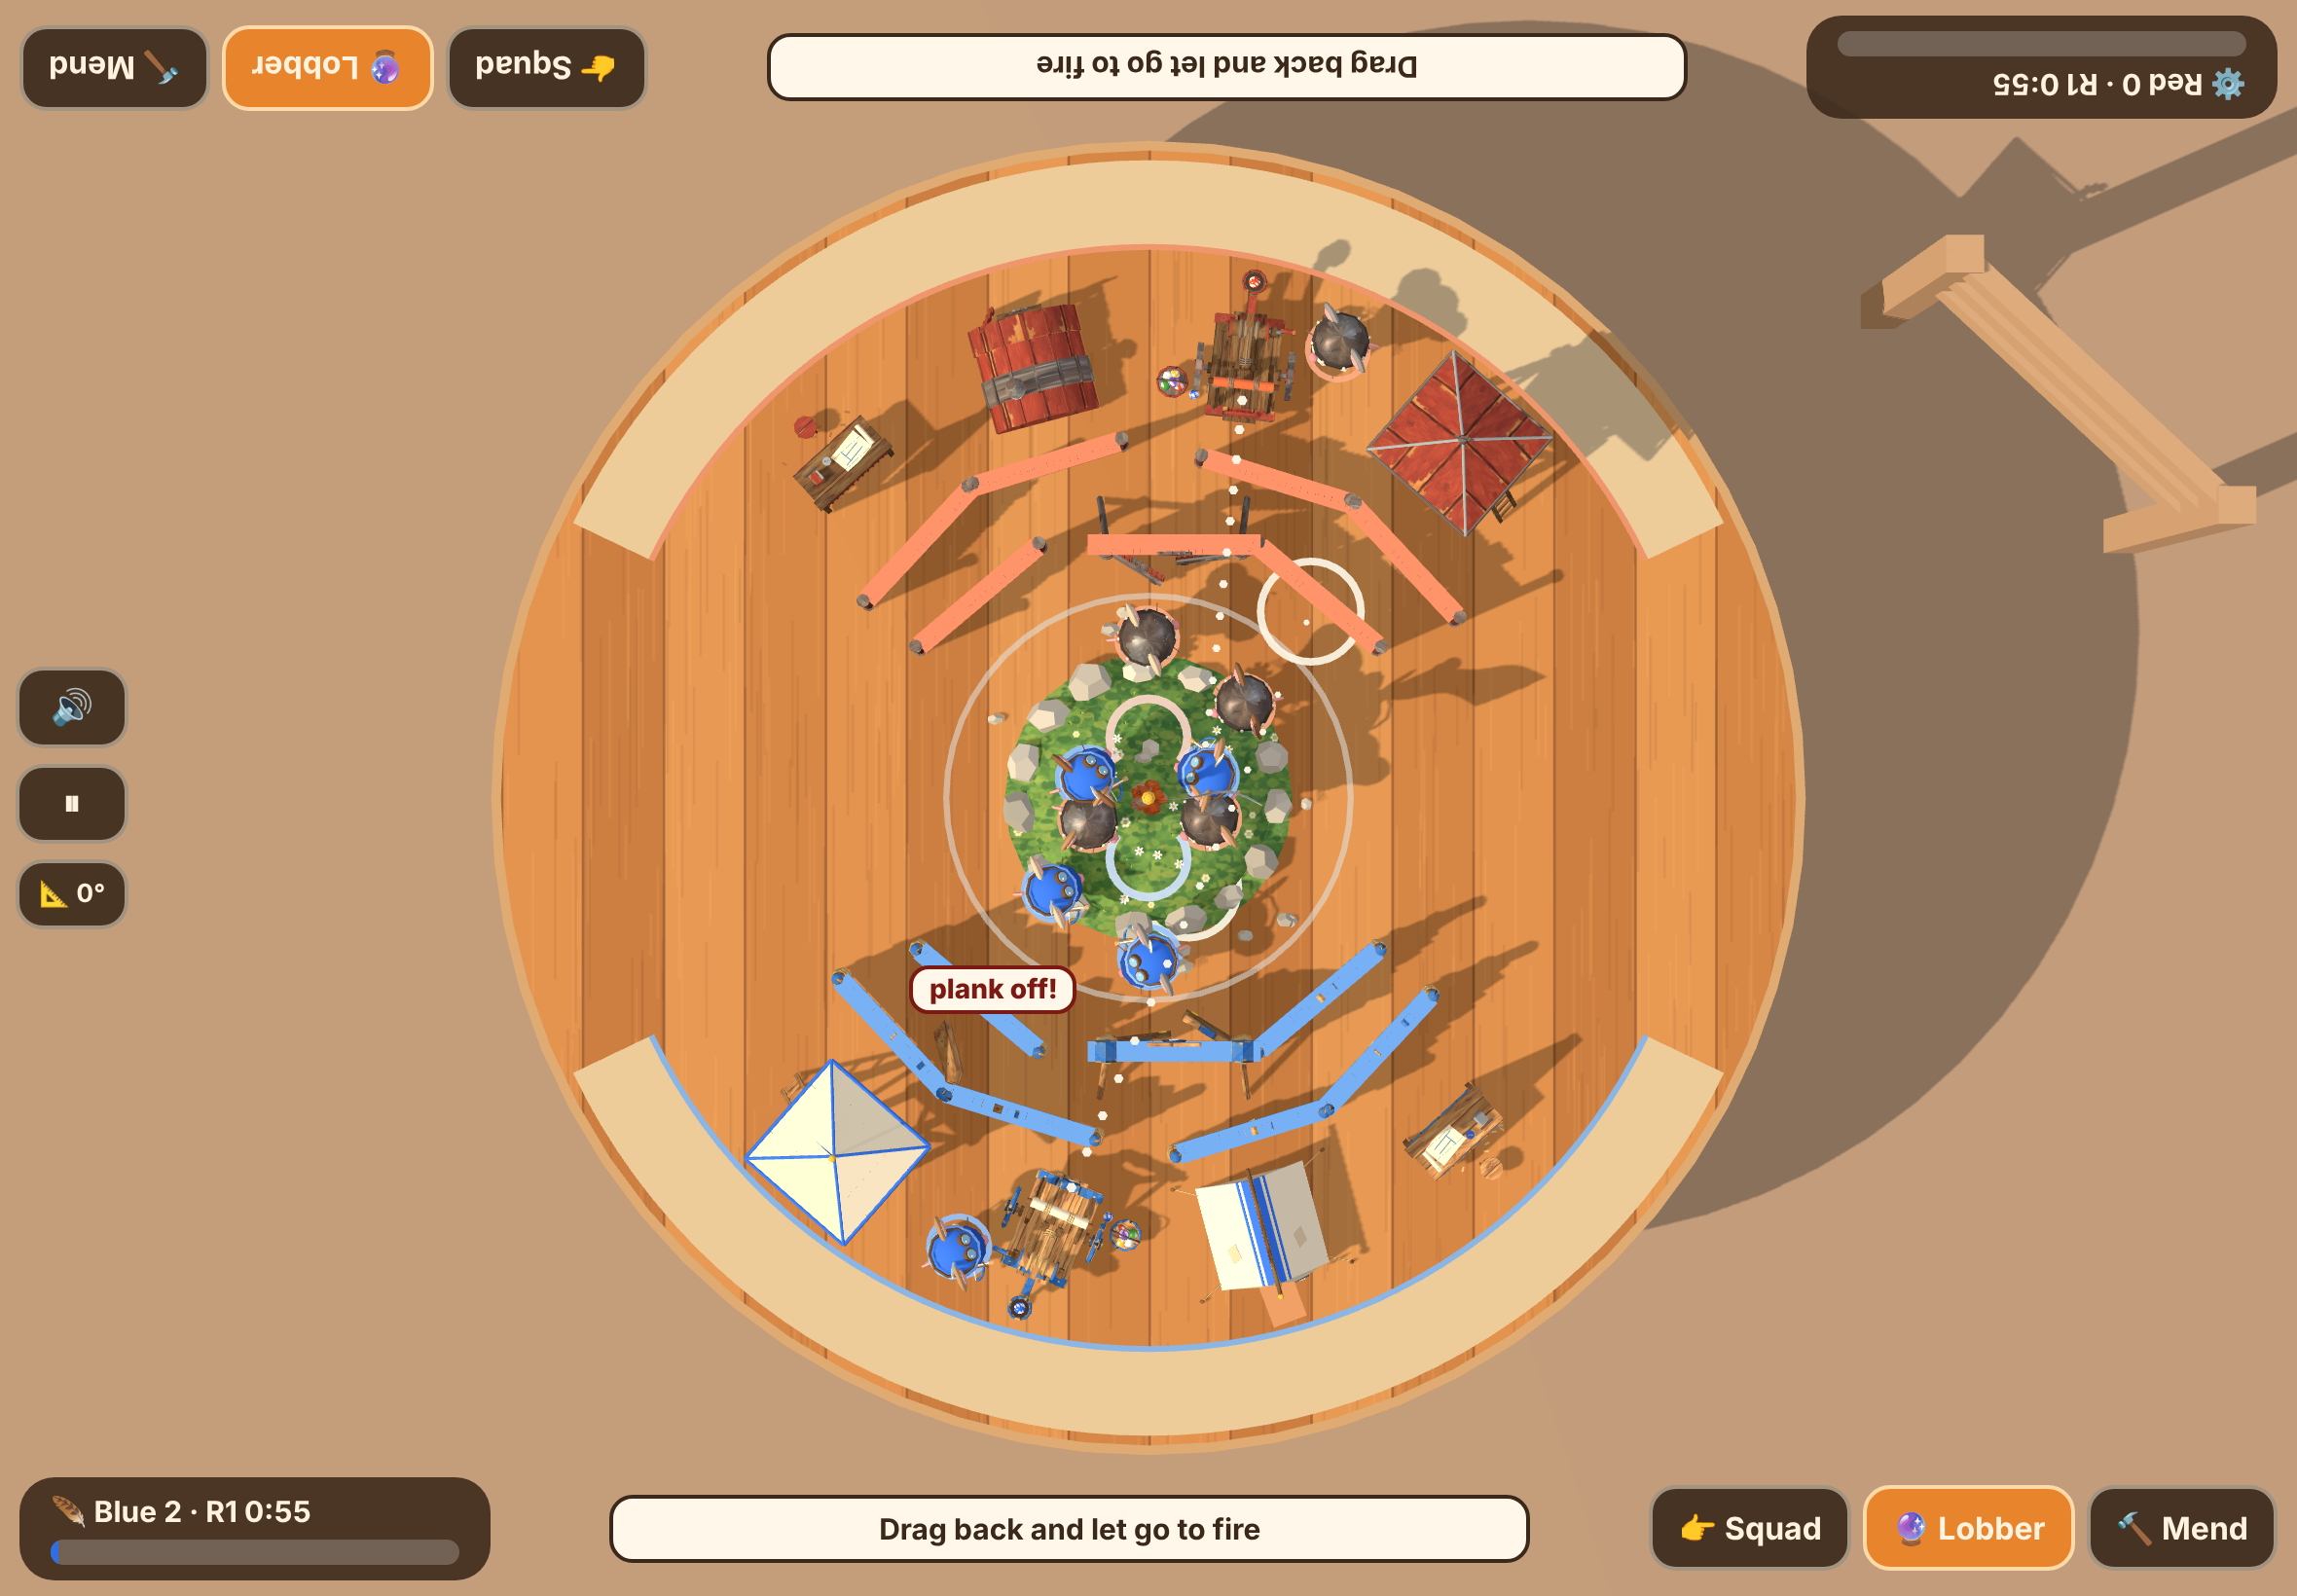 Mend
Lobber
Squad
Drag back and let go to fire
Red 0 · R1 0:55
0°
plank off!
Blue 2 · R1 0:55
Drag back and let go to fire
Squad
Lobber
Mend